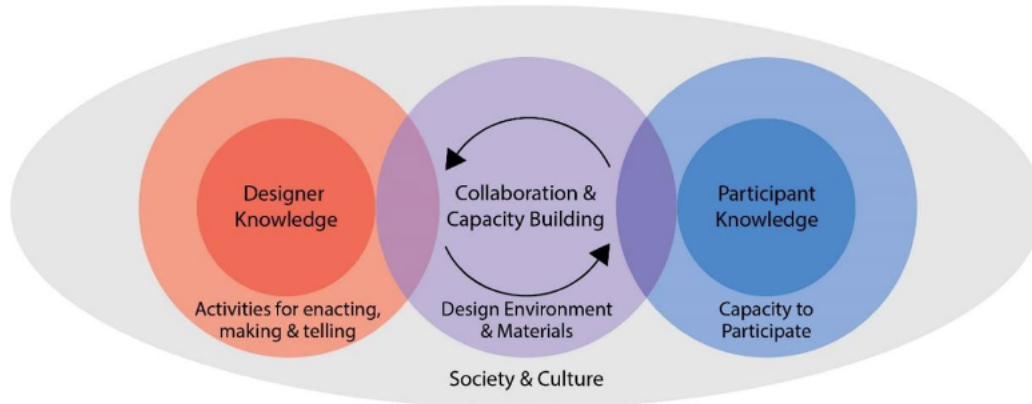 Designer
Knowledge
Activities for enacting,
making & telling
Collaboration &
Capacity Building
Design Environment
& Materials
Participant
Knowledge
Capacity to
Participate
Society & Culture